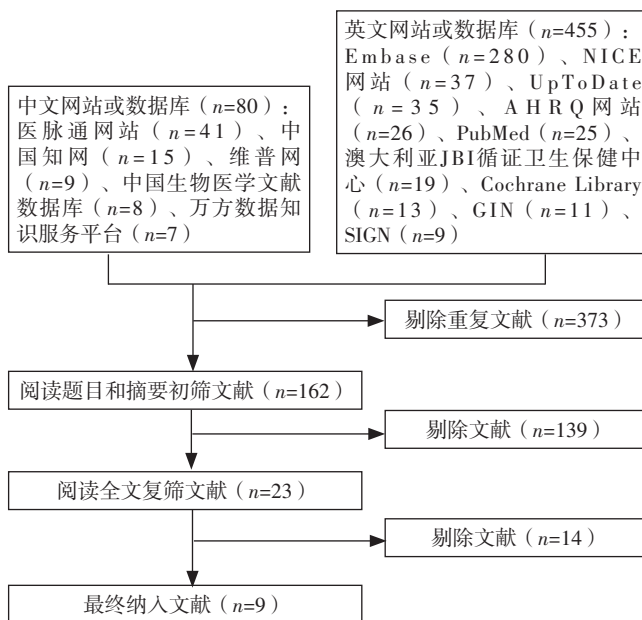 中文网站或数据库（n=80）：
医脉通网站（n=41）、中
国知网（n=15）、维普网
（n=9）、中国生物医学文献
数据库（n=8）、万方数据知
识服务平台（n=7）
英文网站或数据库（n=455）：
Embase（n=280）、NICE
网站（n=37）、UpToDate
（n=35）、AHRQ网站
（n=26）、PubMed（n=25）、
澳大利亚JBI循证卫生保健中
心（n=19）、Cochrane Library
（n=13）、GIN（n=11）、
SIGN（n=9）
剔除重复文献（n=373）
阅读题目和摘要初筛文献（n=162）
剔除文献（n=139）
阅读全文复筛文献（n=23）
剔除文献（n=14）
最终纳入文献（n=9）